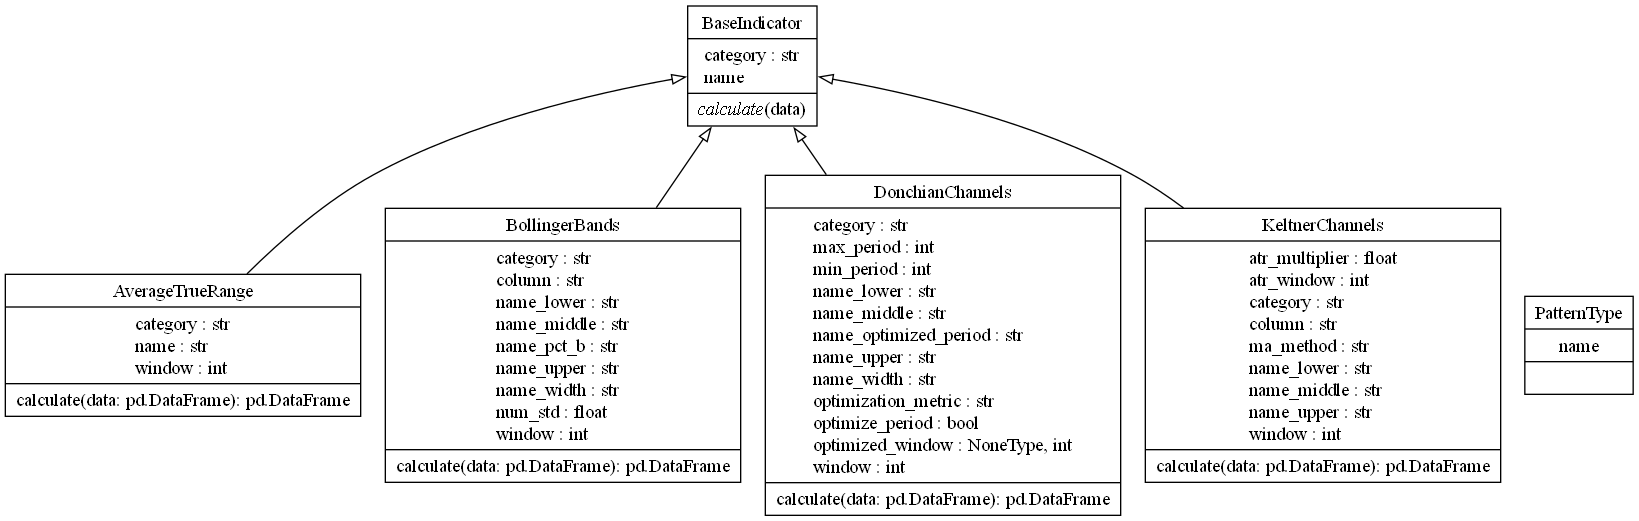 BaseIndicator
category : str
name
calculate(data)
AverageTrueRange
category : str
name : str
window : int
calculate(data: pd.DataFrame): pd.DataFrame
BollingerBands
category : str
column : str
name_lower : str
name_middle : str
name_pct_b : str
name_upper : str
name_width : str
num_std : float
window : int
calculate(data: pd.DataFrame): pd.DataFrame
DonchianChannels
category : str
max_period : int
min_period : int
name_lower : str
name_middle : str
name_optimized_period : str
name_upper : str
name_width : str
optimization_metric : str
optimize_period : bool
optimized_window : NoneType, int
window : int
calculate(data: pd.DataFrame): pd.DataFrame
KeltnerChannels
atr_multiplier : float
atr_window : int
category : str
column : str
ma_method : str
name_lower : str
name_middle : str
name_upper : str
window : int
calculate(data: pd.DataFrame): pd.DataFrame
PatternType
name